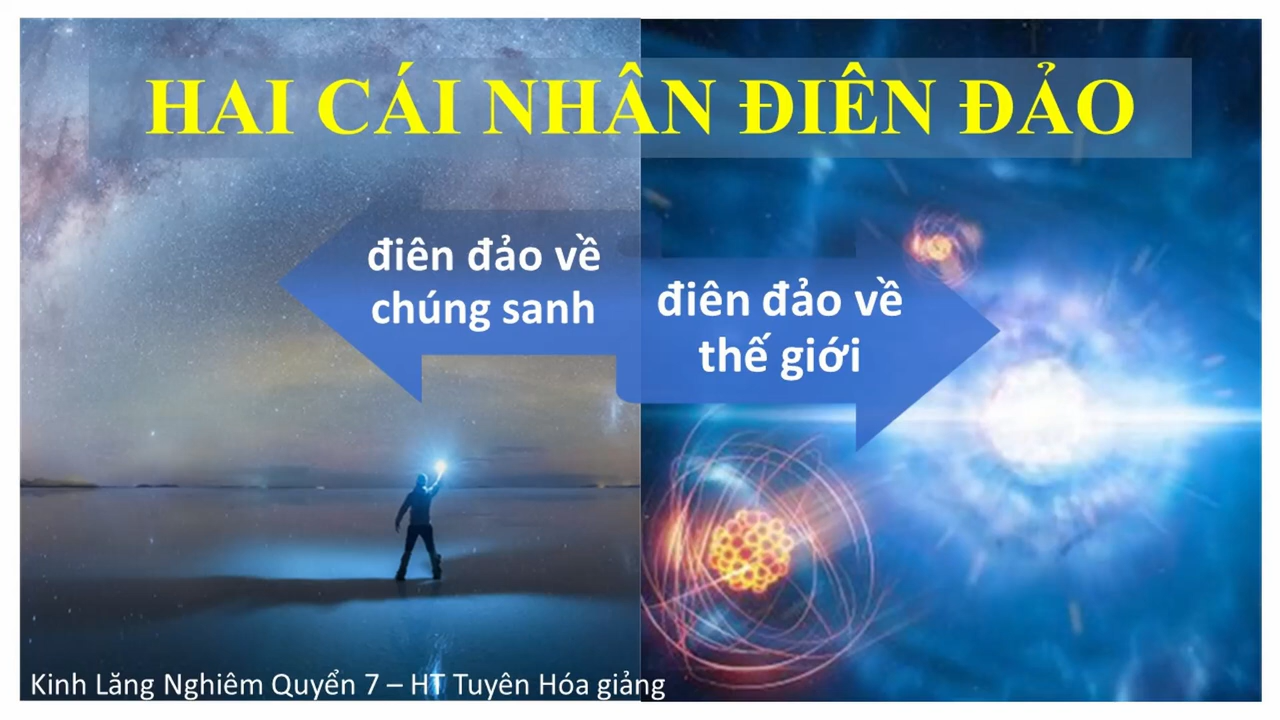 HAI CÁI NHÂN ĐIÊN ĐẢO
điên đảo về
chúng sanh
điên đảo về
thế giới
Kinh Lăng Nghiêm Quyển 7 – HT Tuyên Hóa giảng